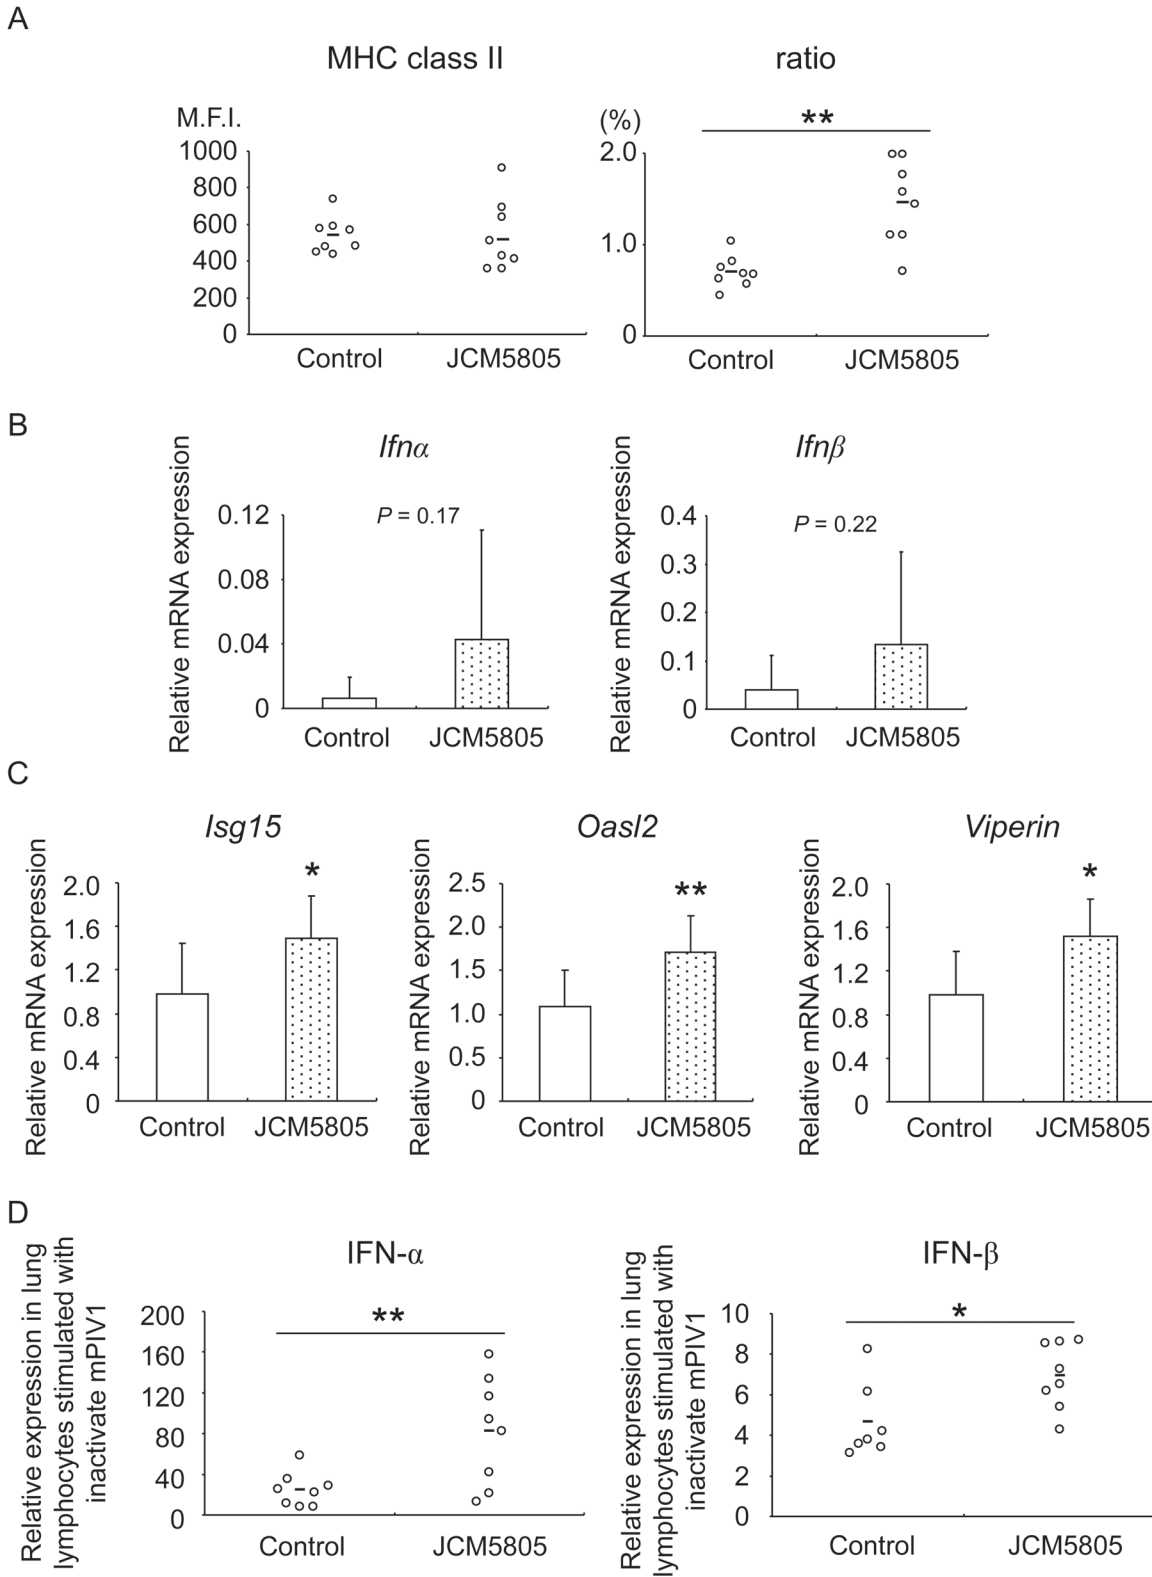 A
MHC class II
ratio
M.F.I.
1000
800
600
400
200
0
Control
JCM5805
(%)
**
2.0
1.0
0
Control
JCM5805
B
Ifnα
Relative mRNA expression
P = 0.17
0.12
0.08
0.04
0
Control
JCM5805
Ifnβ
Relative mRNA expression
P = 0.22
0.4
0.3
0.2
0.1
0
Control
JCM5805
C
Isg15
Relative mRNA expression
*
2.0
1.6
1.2
0.8
0.4
0
Control
JCM5805
Oasl2
Relative mRNA expression
**
2.5
2.0
1.5
1.0
0.5
0
Control
JCM5805
Viperin
Relative mRNA expression
*
2.0
1.6
1.2
0.8
0.4
0
Control
JCM5805
D
IFN-α
Relative expression in lung
lymphocytes stimulated with
inactivate mPIV1
**
200
160
120
80
40
0
Control
JCM5805
IFN-β
Relative expression in lung
lymphocytes stimulated with
inactivate mPIV1
*
10
8
6
4
2
0
Control
JCM5805